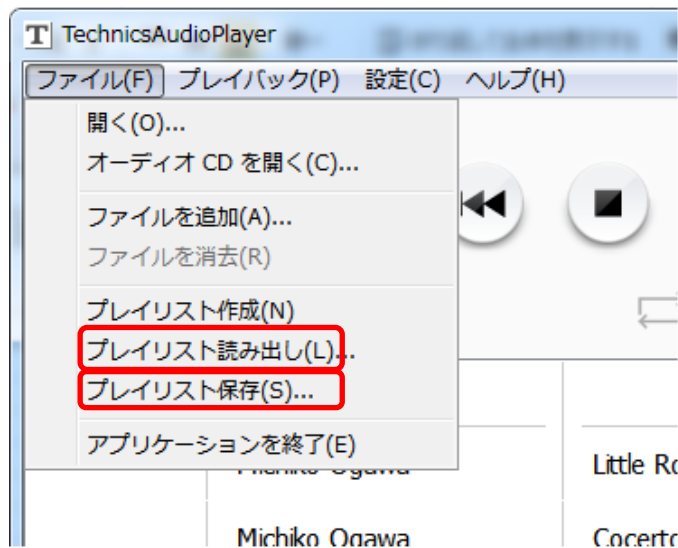 T TechnicsAudioPlayer
ファイル(F) プレイバック(P) 設定(C) ヘルプ(H)
開く(O)...
オーディオ CD を開く(C)...
ファイルを追加(A)...
ファイルを消去(R)
プレイリスト作成(N)
プレイリスト読み出し(L)...
プレイリスト保存(S)...
アプリケーションを終了(E)
Michiko Ogawa Little Ro
Michiko Ogawa Cocerto